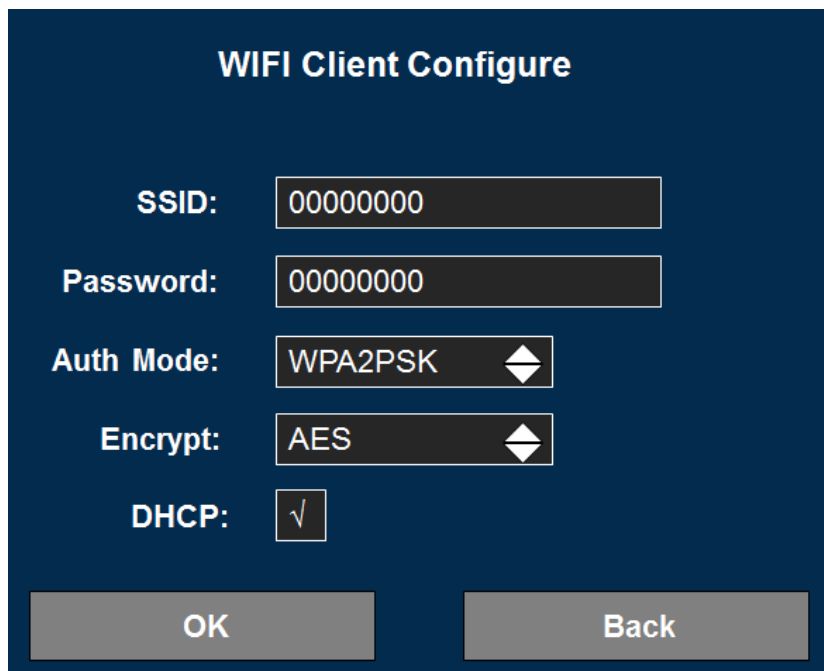 WIFI Client Configure
SSID: 00000000
Password: 00000000
Auth Mode: WPA2PSK
Encrypt: AES
DHCP: √
OK Back